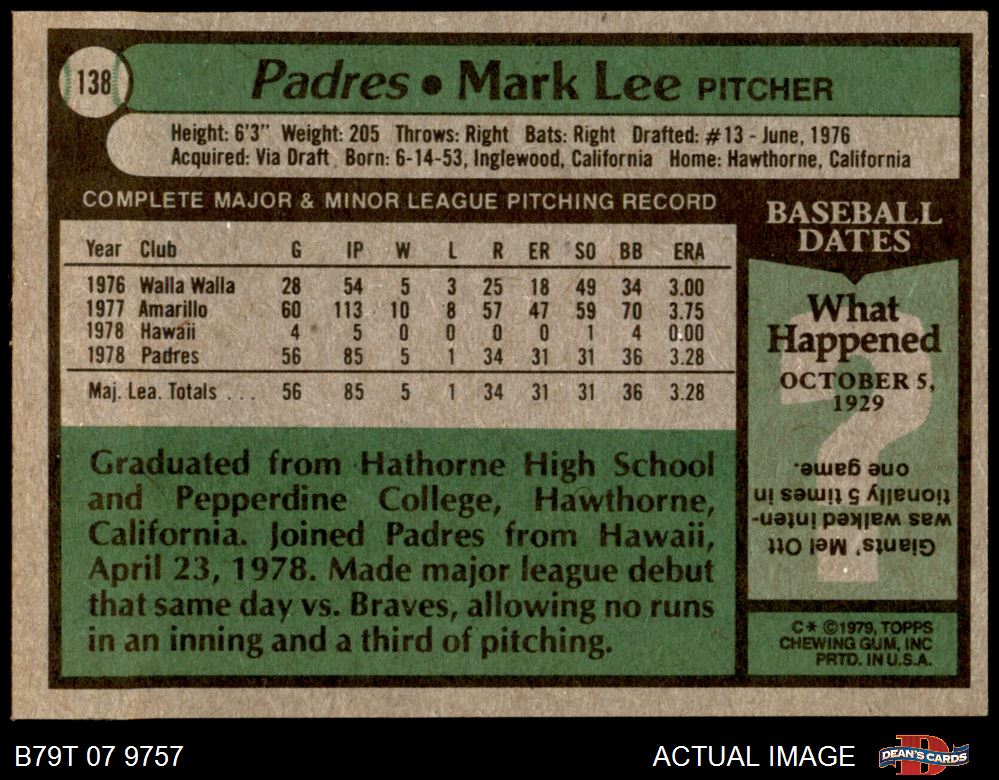 138
Padres • Mark Lee PITCHER
Height: 6'3" Weight: 205 Throws: Right Bats: Right Drafted: #13 - June, 1976
Acquired: Via Draft Born: 6-14-53, Inglewood, California Home: Hawthorne, California
COMPLETE MAJOR & MINOR LEAGUE PITCHING RECORD
Year Club G IP W L R ER SO BB ERA
1976 Walla Walla 28 54 5 3 25 18 49 34 3.00
1977 Amarillo 60 113 10 8 57 47 59 70 3.75
1978 Hawaii 4 5 0 0 0 0 1 4 0.00
1978 Padres 56 85 5 1 34 31 31 36 3.28
Maj. Lea. Totals . . . 56 85 5 1 34 31 31 36 3.28
Graduated from Hathorne High School
and Pepperdine College, Hawthorne,
California. Joined Padres from Hawaii,
April 23, 1978. Made major league debut
that same day vs. Braves, allowing no runs
in an inning and a third of pitching.
BASEBALL
DATES
What
Happened
OCTOBER 5,
1929
?
Giants' Mel Ott
was walked inten-
tionally 5 times in
one game.
C* ©1979, TOPPS
CHEWING GUM, INC
PRTD. IN U.S.A.
B79T 07 9757
ACTUAL IMAGE
D
DEAN'S CARDS